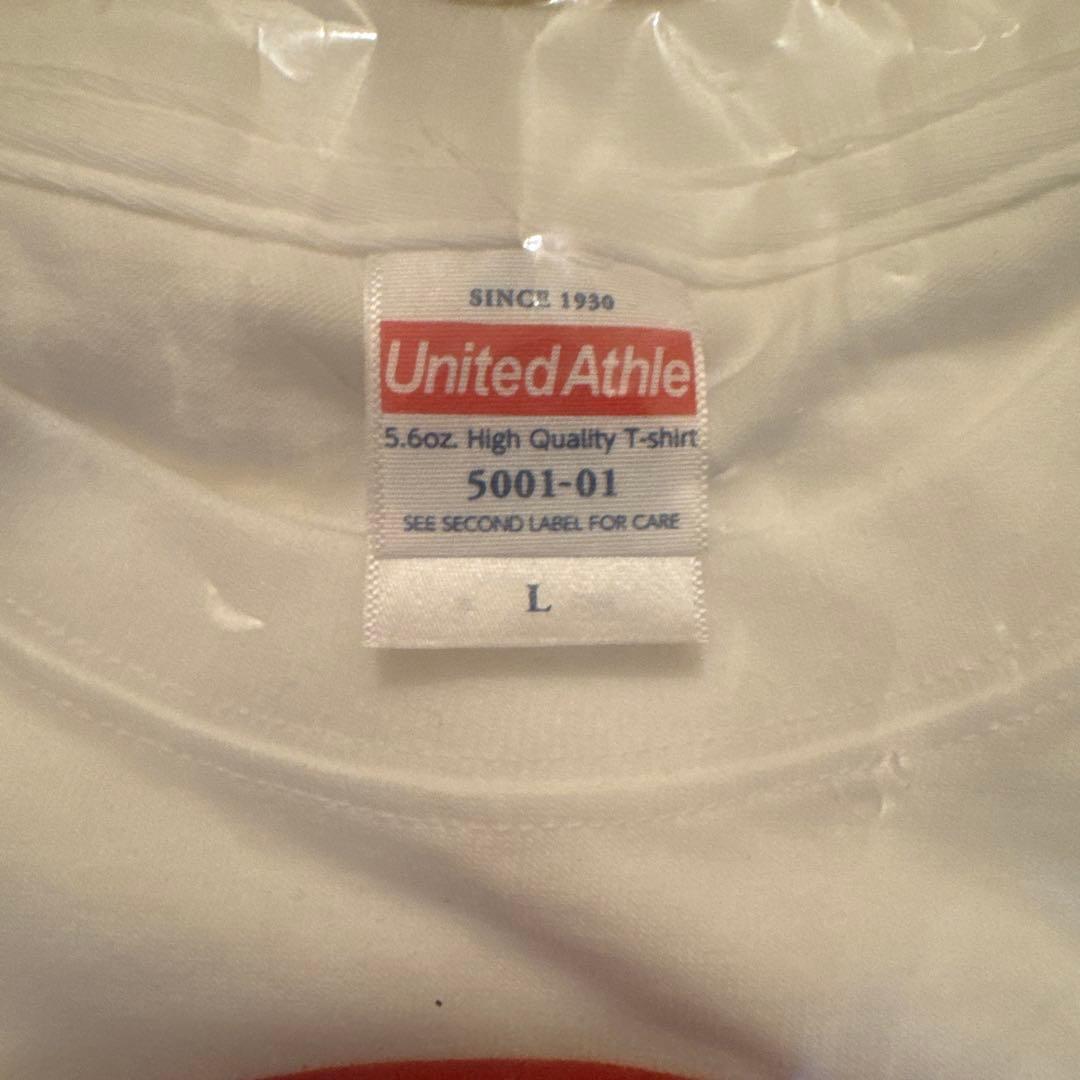 SINCE 1930
United Athle
5.6oz. High Quality T-shirt
5001-01
SEE SECOND LABEL FOR CARE
L